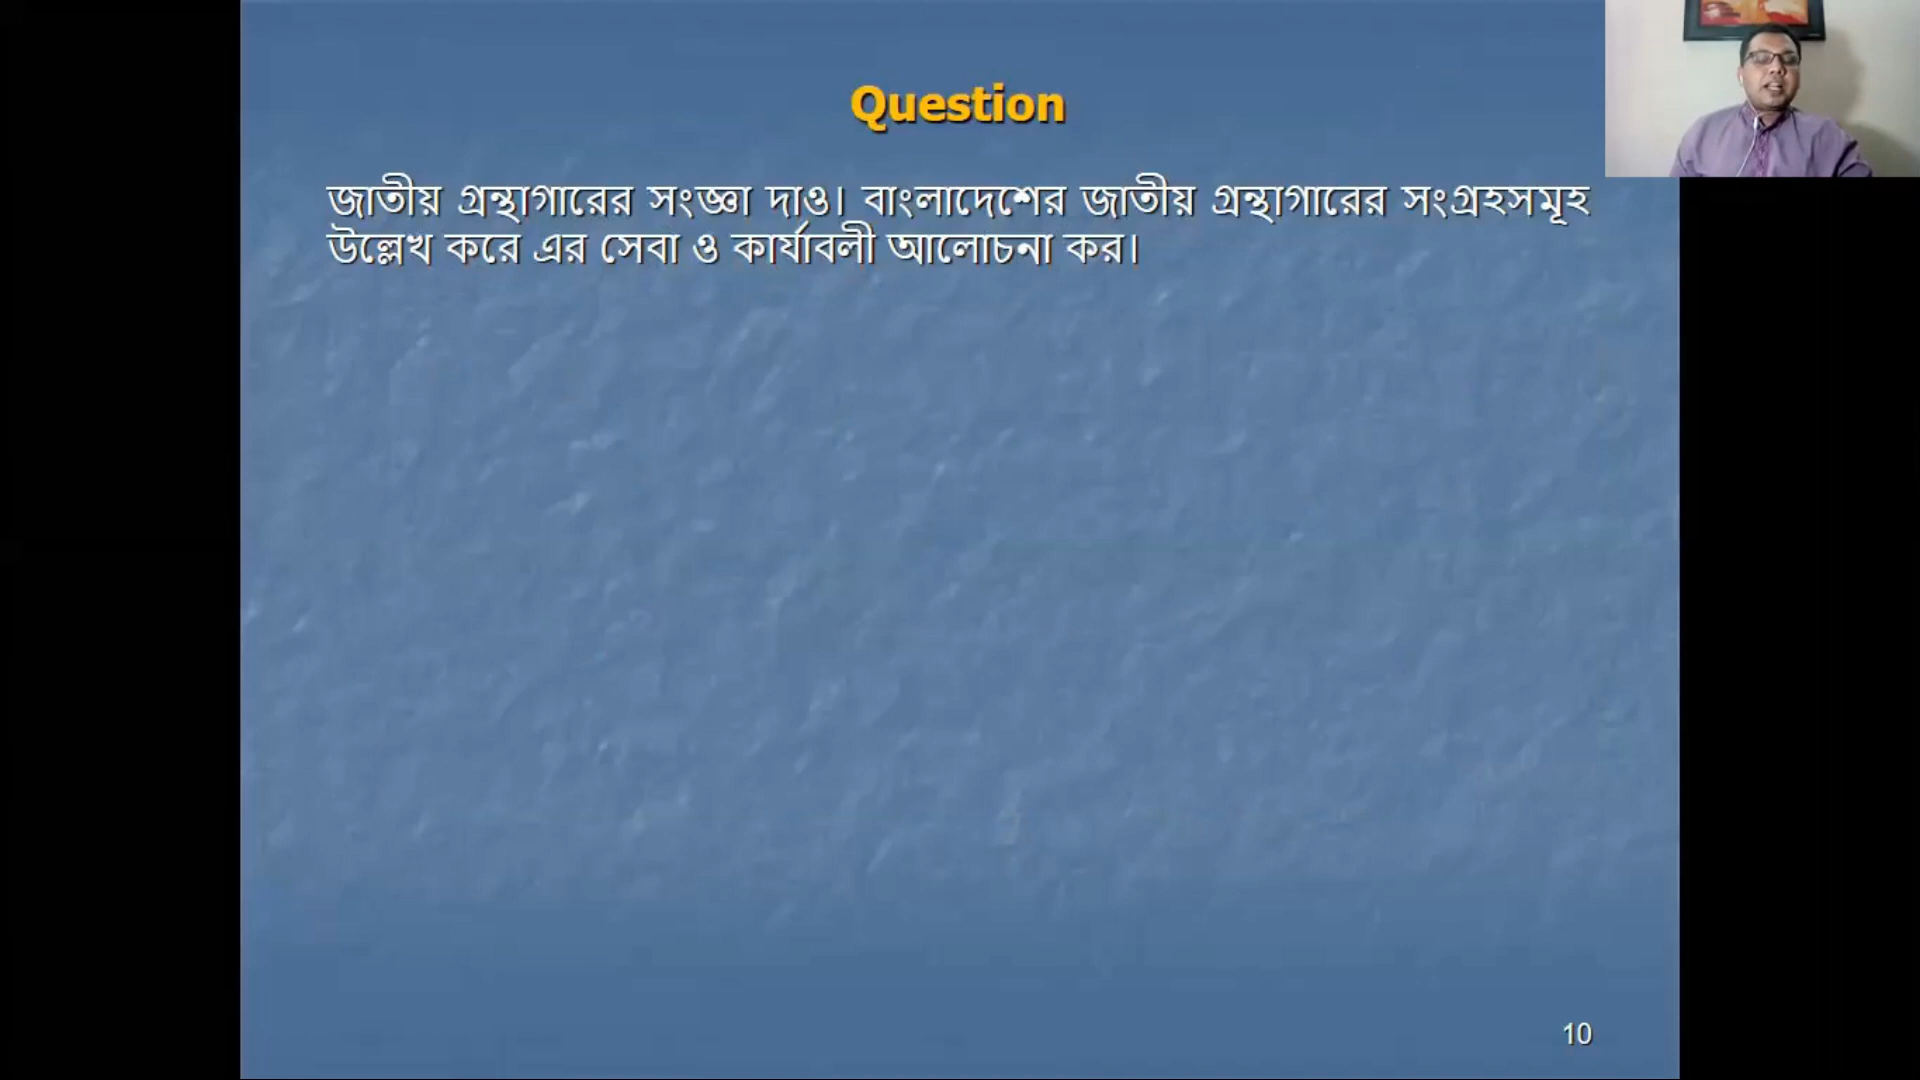 Question
জাতীয় গ্রন্থাগারের সংজ্ঞা দাও। বাংলাদেশের জাতীয় গ্রন্থাগারের সংগ্রহসমূহ
উল্লেখ করে এর সেবা ও কার্যাবলী আলোচনা কর।
10